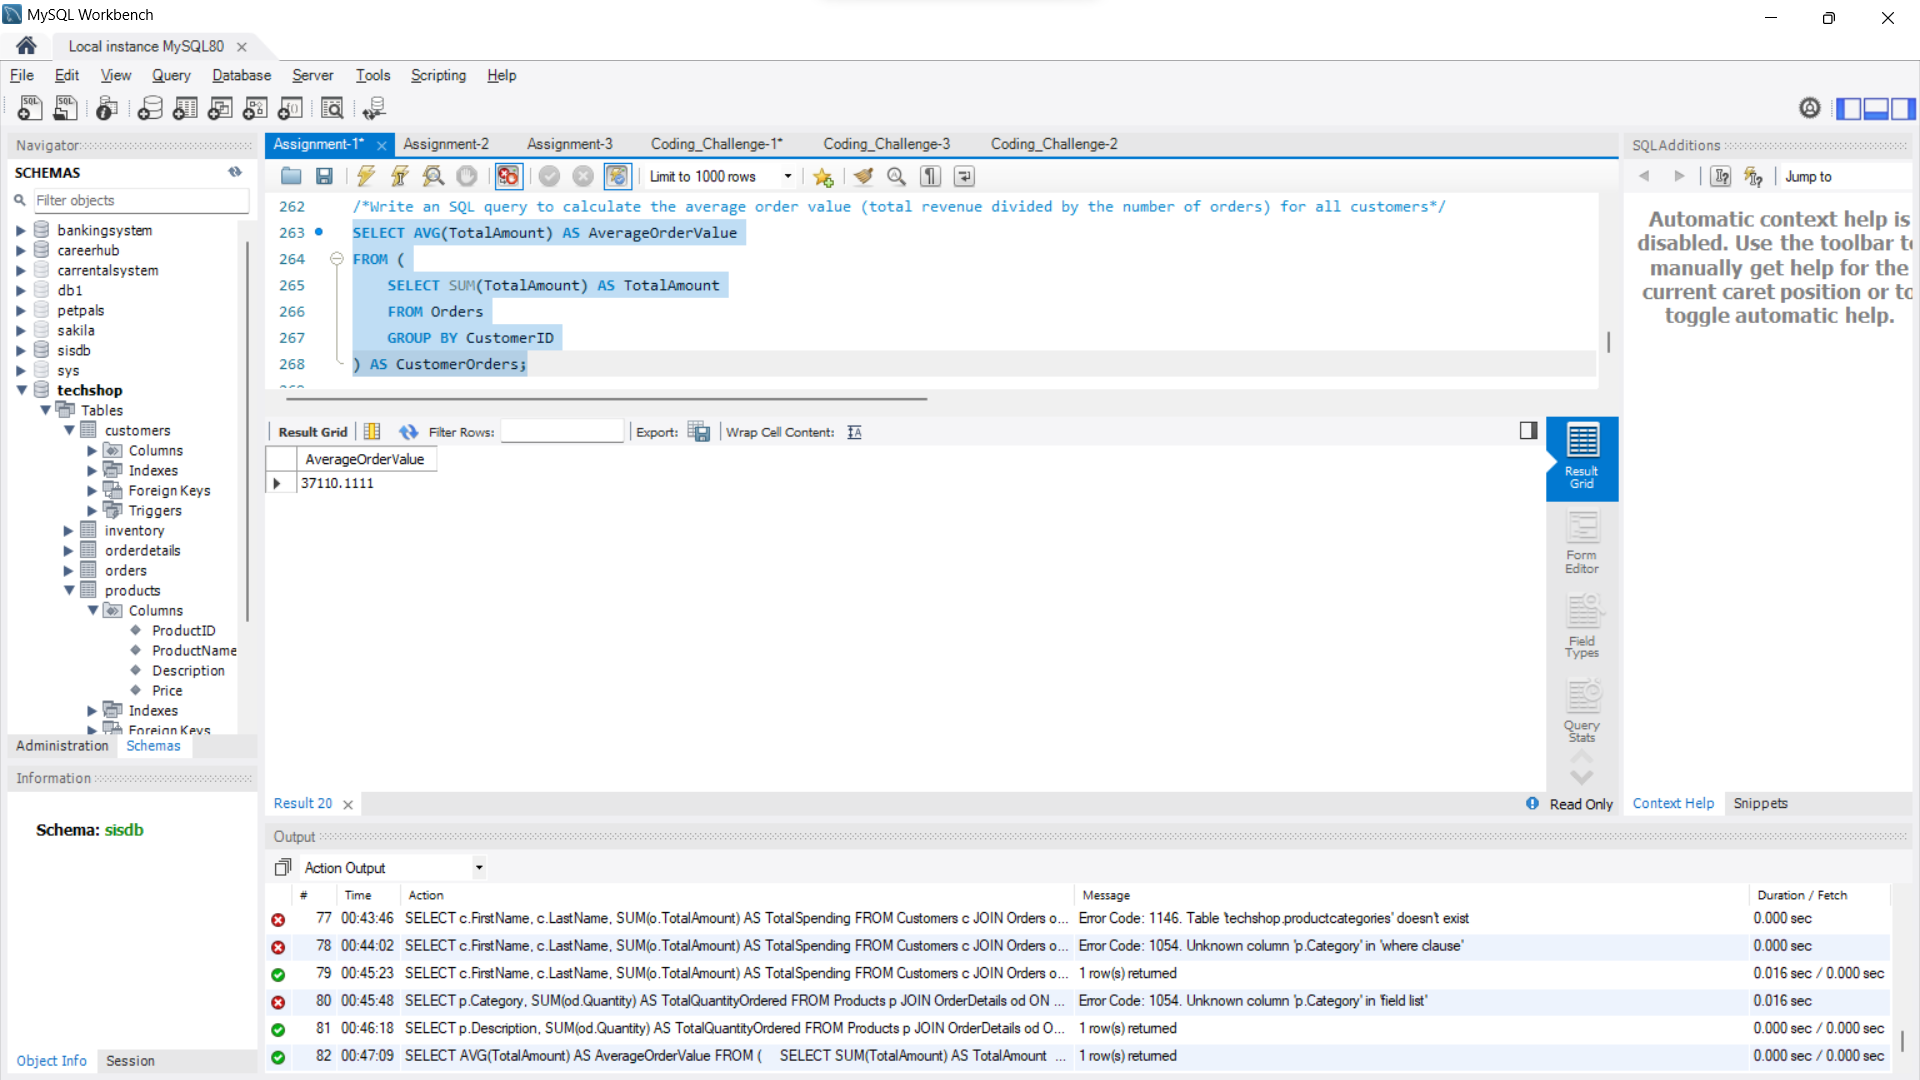 MySQL Workbench
Local instance MySQL80
File Edit View Query Database Server Tools Scripting Help
Navigator
SCHEMAS
Filter objects
bankingsystem
careerhub
carrentalsystem
db1
petpals
sakila
sisdb
sys
techshop
Tables
customers
Columns
Indexes
Foreign Keys
Triggers
inventory
orderdetails
orders
products
Columns
ProductID
ProductName
Description
Price
Indexes
Foreign Keys
Administration Schemas
Information
Schema: sisdb
Object Info Session
Assignment-1* Assignment-2 Assignment-3 Coding_Challenge-1* Coding_Challenge-3 Coding_Challenge-2
Limit to 1000 rows
262 /*Write an SQL query to calculate the average order value (total revenue divided by the number of orders) for all customers*/
263 SELECT AVG(TotalAmount) AS AverageOrderValue
264 FROM (
265 SELECT SUM(TotalAmount) AS TotalAmount
266 FROM Orders
267 GROUP BY CustomerID
268 ) AS CustomerOrders;
Result Grid Filter Rows: Export: Wrap Cell Content:
AverageOrderValue
37110.1111
Result
Grid
Form
Editor
Field
Types
Query
Stats
Result 20
Read Only
SQLAdditions
Jump to
Automatic context help is
disabled. Use the toolbar to
manually get help for the
current caret position or to
toggle automatic help.
Context Help Snippets
Output
Action Output
# Time Action Message Duration / Fetch
77 00:43:46 SELECT c.FirstName, c.LastName, SUM(o.TotalAmount) AS TotalSpending FROM Customers c JOIN Orders o... Error Code: 1146. Table 'techshop.productcategories' doesn't exist 0.000 sec
78 00:44:02 SELECT c.FirstName, c.LastName, SUM(o.TotalAmount) AS TotalSpending FROM Customers c JOIN Orders o... Error Code: 1054. Unknown column 'p.Category' in 'where clause' 0.000 sec
79 00:45:23 SELECT c.FirstName, c.LastName, SUM(o.TotalAmount) AS TotalSpending FROM Customers c JOIN Orders o... 1 row(s) returned 0.016 sec / 0.000 sec
80 00:45:48 SELECT p.Category, SUM(od.Quantity) AS TotalQuantityOrdered FROM Products p JOIN OrderDetails od ON ... Error Code: 1054. Unknown column 'p.Category' in 'field list' 0.016 sec
81 00:46:18 SELECT p.Description, SUM(od.Quantity) AS TotalQuantityOrdered FROM Products p JOIN OrderDetails od O... 1 row(s) returned 0.000 sec / 0.000 sec
82 00:47:09 SELECT AVG(TotalAmount) AS AverageOrderValue FROM ( SELECT SUM(TotalAmount) AS TotalAmount ... 1 row(s) returned 0.000 sec / 0.000 sec